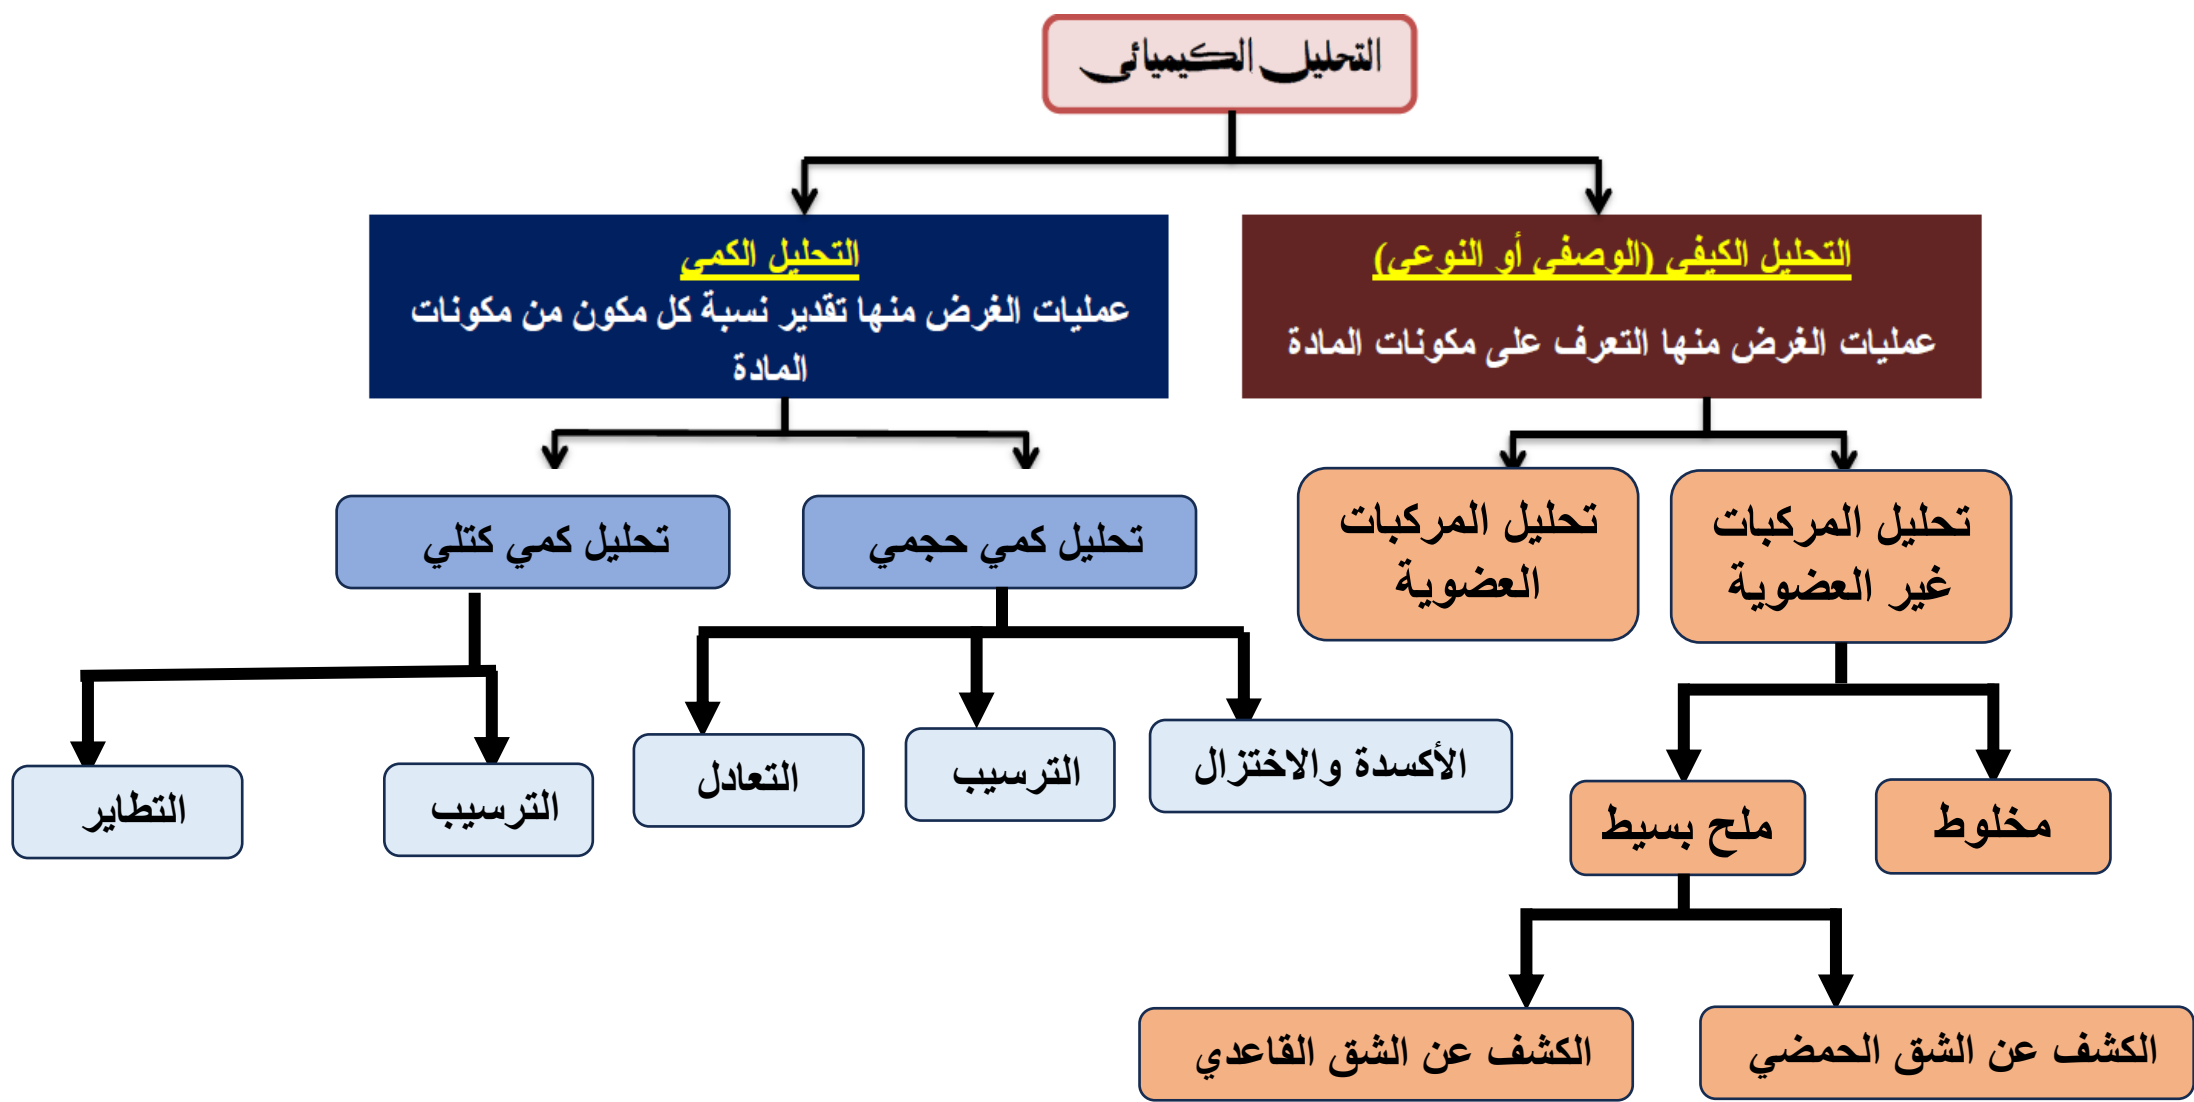 التحليل الكيميائى
التحليل الكيفى (الوصفى أو النوعى)
عمليات الغرض منها التعرف على مكونات المادة
التحليل الكمى
عمليات الغرض منها تقدير نسبة كل مكون من مكونات
المادة
تحليل المركبات
غير العضوية
تحليل المركبات
العضوية
تحليل كمي حجمي
تحليل كمي كتلي
مخلوط
ملح بسيط
الأكسدة والاختزال
الترسيب
التعادل
الترسيب
التطاير
الكشف عن الشق الحمضي
الكشف عن الشق القاعدي